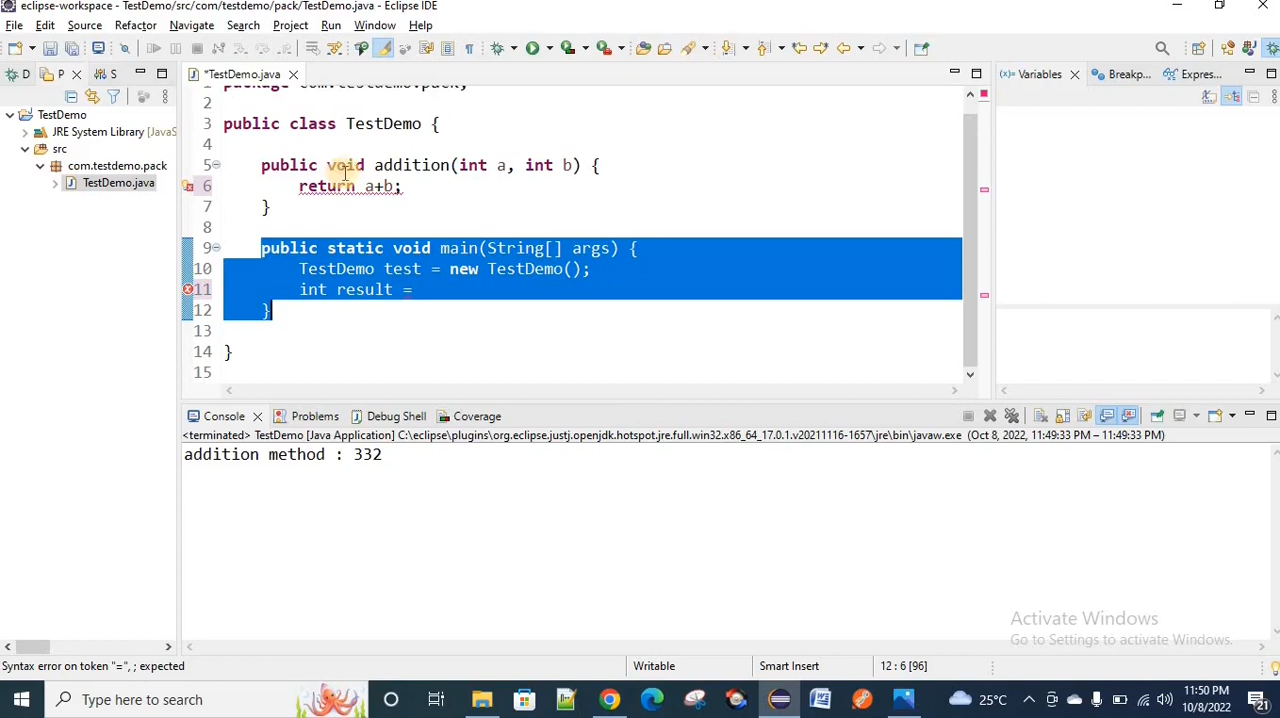 eclipse-workspace - TestDemo/src/com/testdemo/pack/TestDemo.java - Eclipse IDE
File Edit Source Refactor Navigate Search Project Run Window Help
D P S
*TestDemo.java
(x)= Variables Breakp... Expres...
TestDemo
JRE System Library [JavaS
src
com.testdemo.pack
TestDemo.java
1 package com.testdemo.pack;
2
3 public class TestDemo {
4
5 public void addition(int a, int b) {
6 return a+b;
7 }
8
9 public static void main(String[] args) {
10 TestDemo test = new TestDemo();
11 int result =
12 }
13
14 }
15
Console Problems Debug Shell Coverage
<terminated> TestDemo [Java Application] C:\eclipse\plugins\org.eclipse.justj.openjdk.hotspot.jre.full.win32.x86_64_17.0.1.v20211116-1657\jre\bin\javaw.exe (Oct 8, 2022, 11:49:33 PM – 11:49:33 PM)
addition method : 332
Activate Windows
Go to Settings to activate Windows.
Syntax error on token "=", ; expected Writable Smart Insert 12 : 6 [96]
Type here to search
W
25°C
11:50 PM
10/8/2022
21